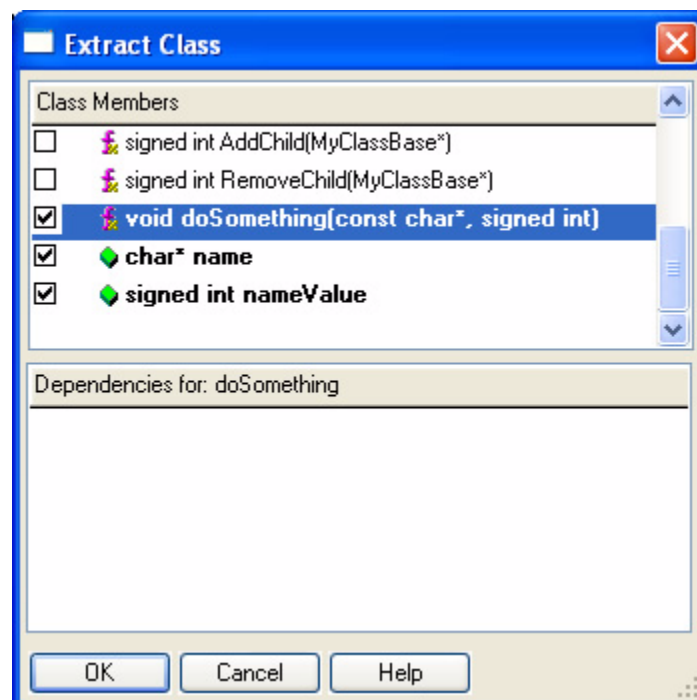 Extract Class
Class Members
signed int AddChild(MyClassBase*)
signed int RemoveChild(MyClassBase*)
void doSomething(const char*, signed int)
char* name
signed int nameValue
Dependencies for: doSomething
OK Cancel Help